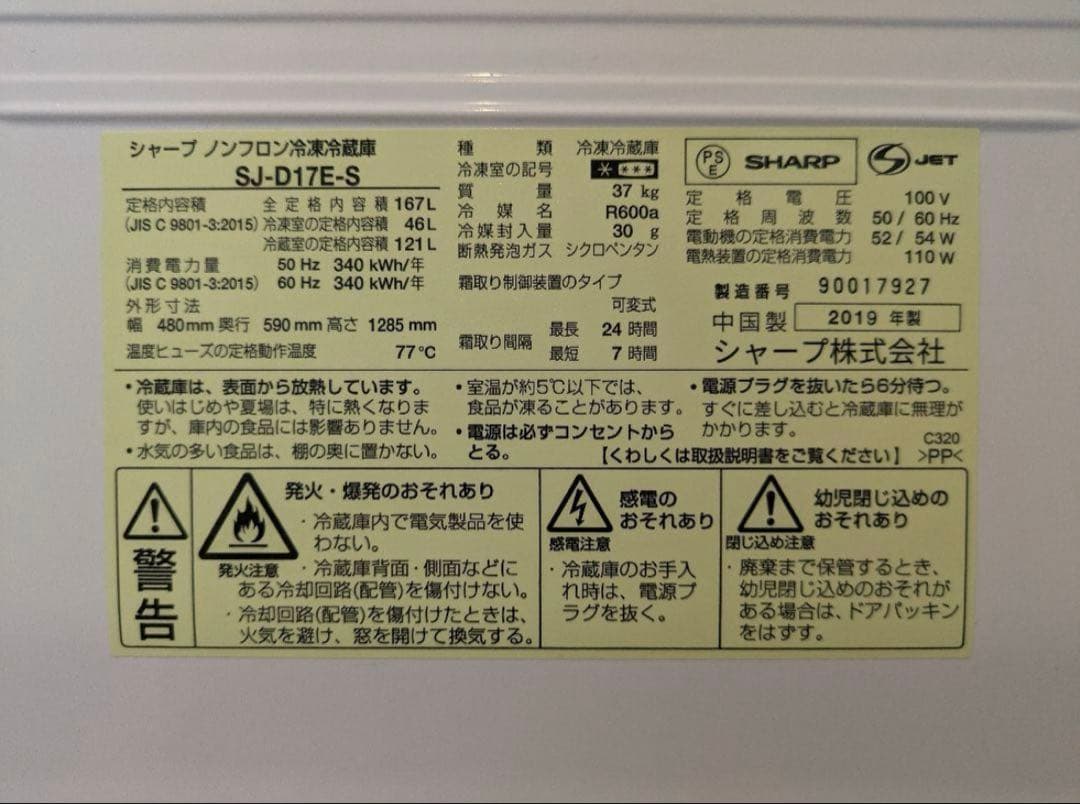 シャープ ノンフロン冷凍冷蔵庫
SJ-D17E-S
定格内容積 全定格内容積 167L
(JIS C 9801-3:2015) 冷凍室の定格内容積 46L
冷蔵室の定格内容積 121L
消費電力量 50 Hz 340 kWh/年
(JIS C 9801-3:2015) 60 Hz 340 kWh/年
外形寸法
幅 480mm 奥行 590mm 高さ 1285mm
温度ヒューズの定格動作温度 77℃
種類 冷凍冷蔵庫
冷凍室の記号 * ***
質量 37 kg
冷媒名 R600a
冷媒封入量 30 g
断熱発泡ガス シクロペンタン
霜取り制御装置のタイプ
可変式
霜取り間隔 最長 24 時間
最短 7 時間
PSE SHARP JET
定格電圧 100 V
定格周波数 50 / 60 Hz
電動機の定格消費電力 52 / 54 W
電熱装置の定格消費電力 110 W
製造番号 90017927
中国製 2019 年製
シャープ株式会社
・冷蔵庫は、表面から放熱しています。
使いはじめや夏場は、特に熱くなりま
すが、庫内の食品には影響ありません。
・水気の多い食品は、棚の奥に置かない。
・室温が約5℃以下では、
食品が凍ることがあります。
・電源は必ずコンセントから
とる。
・電源プラグを抜いたら6分待つ。
すぐに差し込むと冷蔵庫に無理が
かかります。
C320
【くわしくは取扱説明書をご覧ください】 >PP<
警告
発火注意
発火・爆発のおそれあり
・冷蔵庫内で電気製品を使
わない。
・冷蔵庫背面・側面などに
ある冷却回路(配管)を傷付けない。
・冷却回路(配管)を傷付けたときは、
火気を避け、窓を開けて換気する。
感電注意
感電の
おそれあり
・冷蔵庫のお手入
れ時は、電源プ
ラグを抜く。
閉じ込め注意
幼児閉じ込めの
おそれあり
・廃棄まで保管するとき、
幼児閉じ込めのおそれが
ある場合は、ドアパッキン
をはずす。